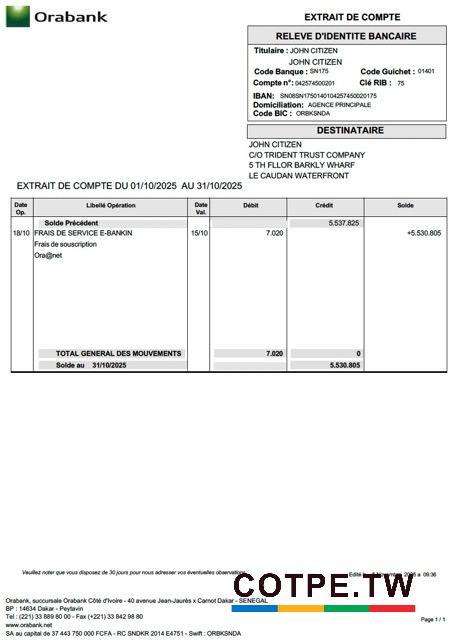 Orabank
EXTRAIT DE COMPTE
RELEVE D'IDENTITE BANCAIRE
Titulaire : JOHN CITIZEN
JOHN CITIZEN
Code Banque : SN175 Code Guichet : 01401
Compte n°: 042574500201 Clé RIB : 75
IBAN: SN08SN1750140104257450020175
Domiciliation: AGENCE PRINCIPALE
Code BIC : ORBKSNDA
DESTINATAIRE
JOHN CITIZEN
C/O TRIDENT TRUST COMPANY
5 TH FLLOR BARKLY WHARF
LE CAUDAN WATERFRONT
EXTRAIT DE COMPTE DU 01/10/2025 AU 31/10/2025
Date Op. Libellé Opération Date Val. Débit Crédit Solde
Solde Précédent 5.537.825
18/10 FRAIS DE SERVICE E-BANKIN 15/10 7.020 +5.530.805
Frais de souscription
Ora@net
TOTAL GENERAL DES MOUVEMENTS 7.020 0
Solde au 31/10/2025 5.530.805
Veuillez noter que vous disposez de 30 jours pour nous adresser vos éventuelles observations
Edité le 09:36
COTPE.TW
Orabank, succursale Orabank Côte d'Ivoire - 40 avenue Jean-Jaurès x Carnot Dakar - SENEGAL
BP : 14634 Dakar - Peytavin
Tel : (221) 33 889 80 00 - Fax (+221) 33 842 98 80
www.orabank.net
Page 1 / 1
SA au capital de 37 443 750 000 FCFA - RC SNDKR 2014 E4751 - Swift : ORBKSNDA